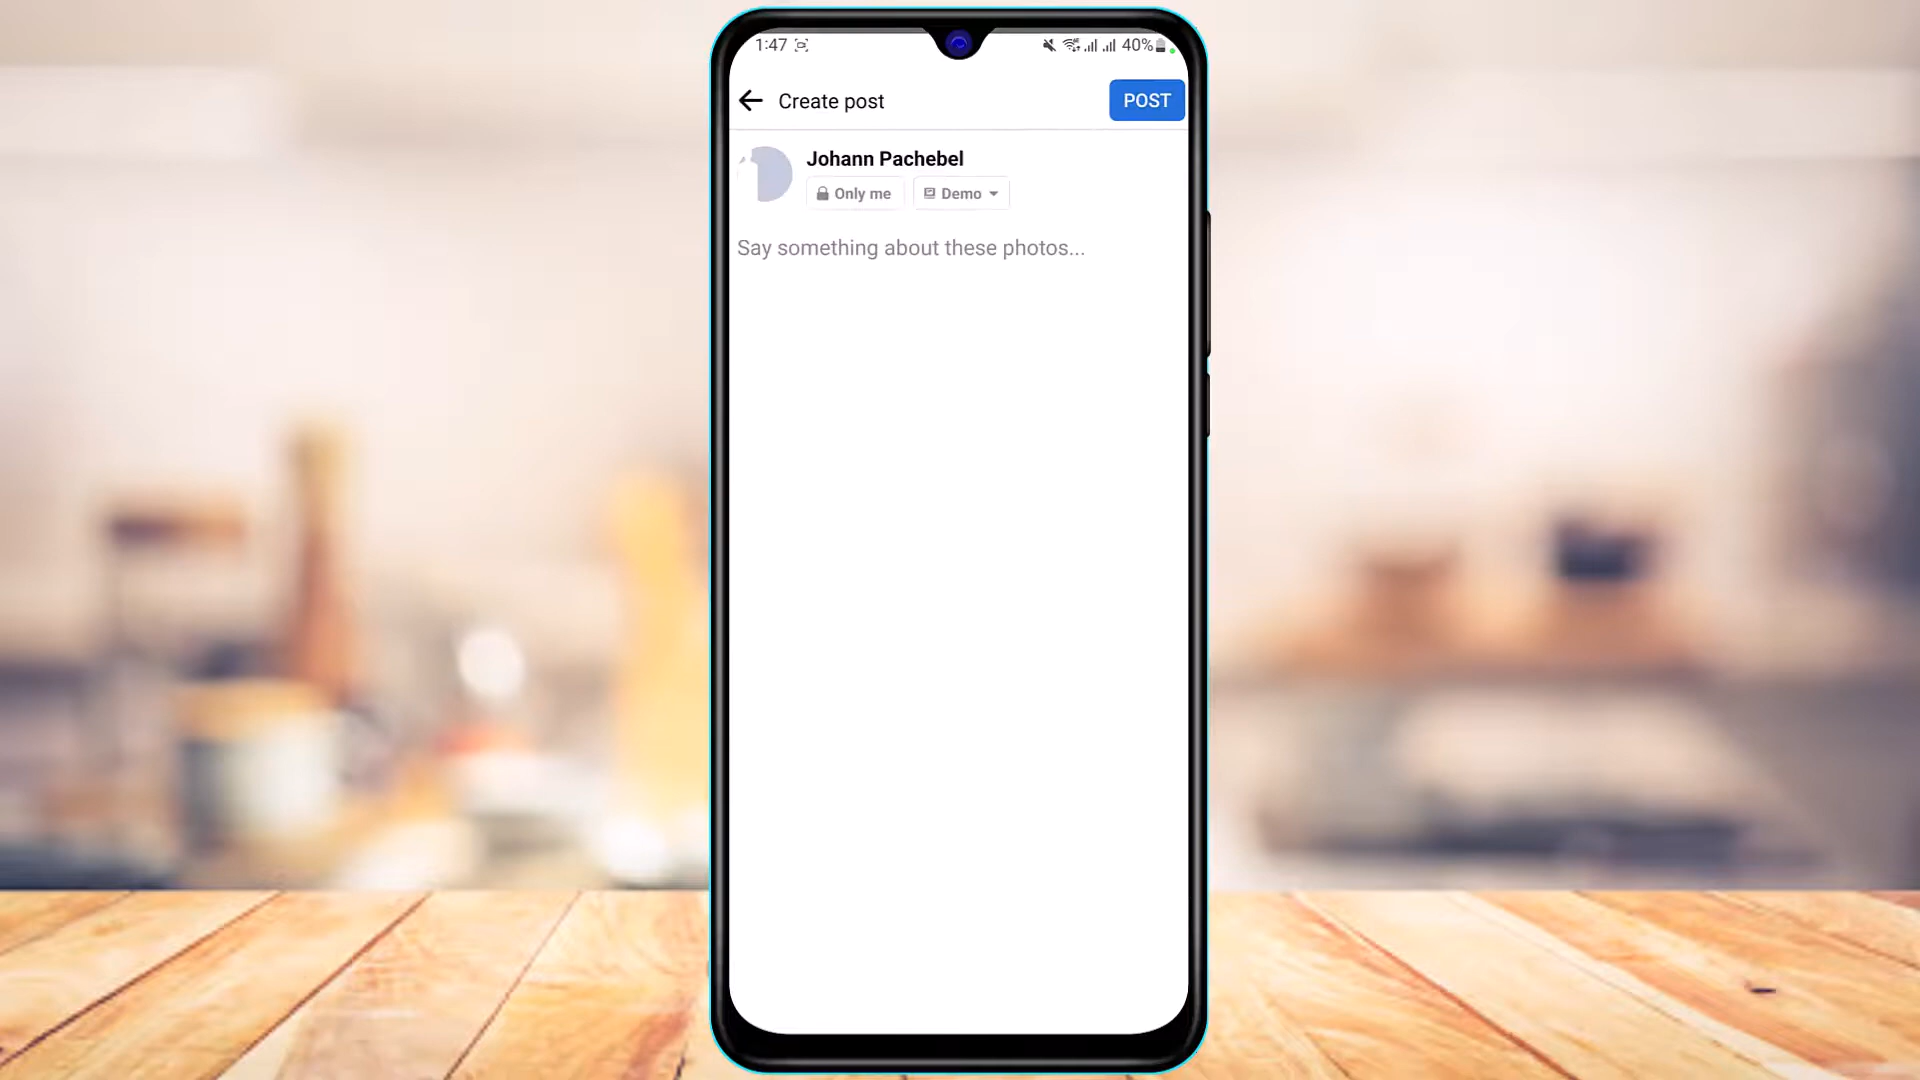 1:47 40%
Create post POST
Johann Pachebel
Only me Demo
Say something about these photos...